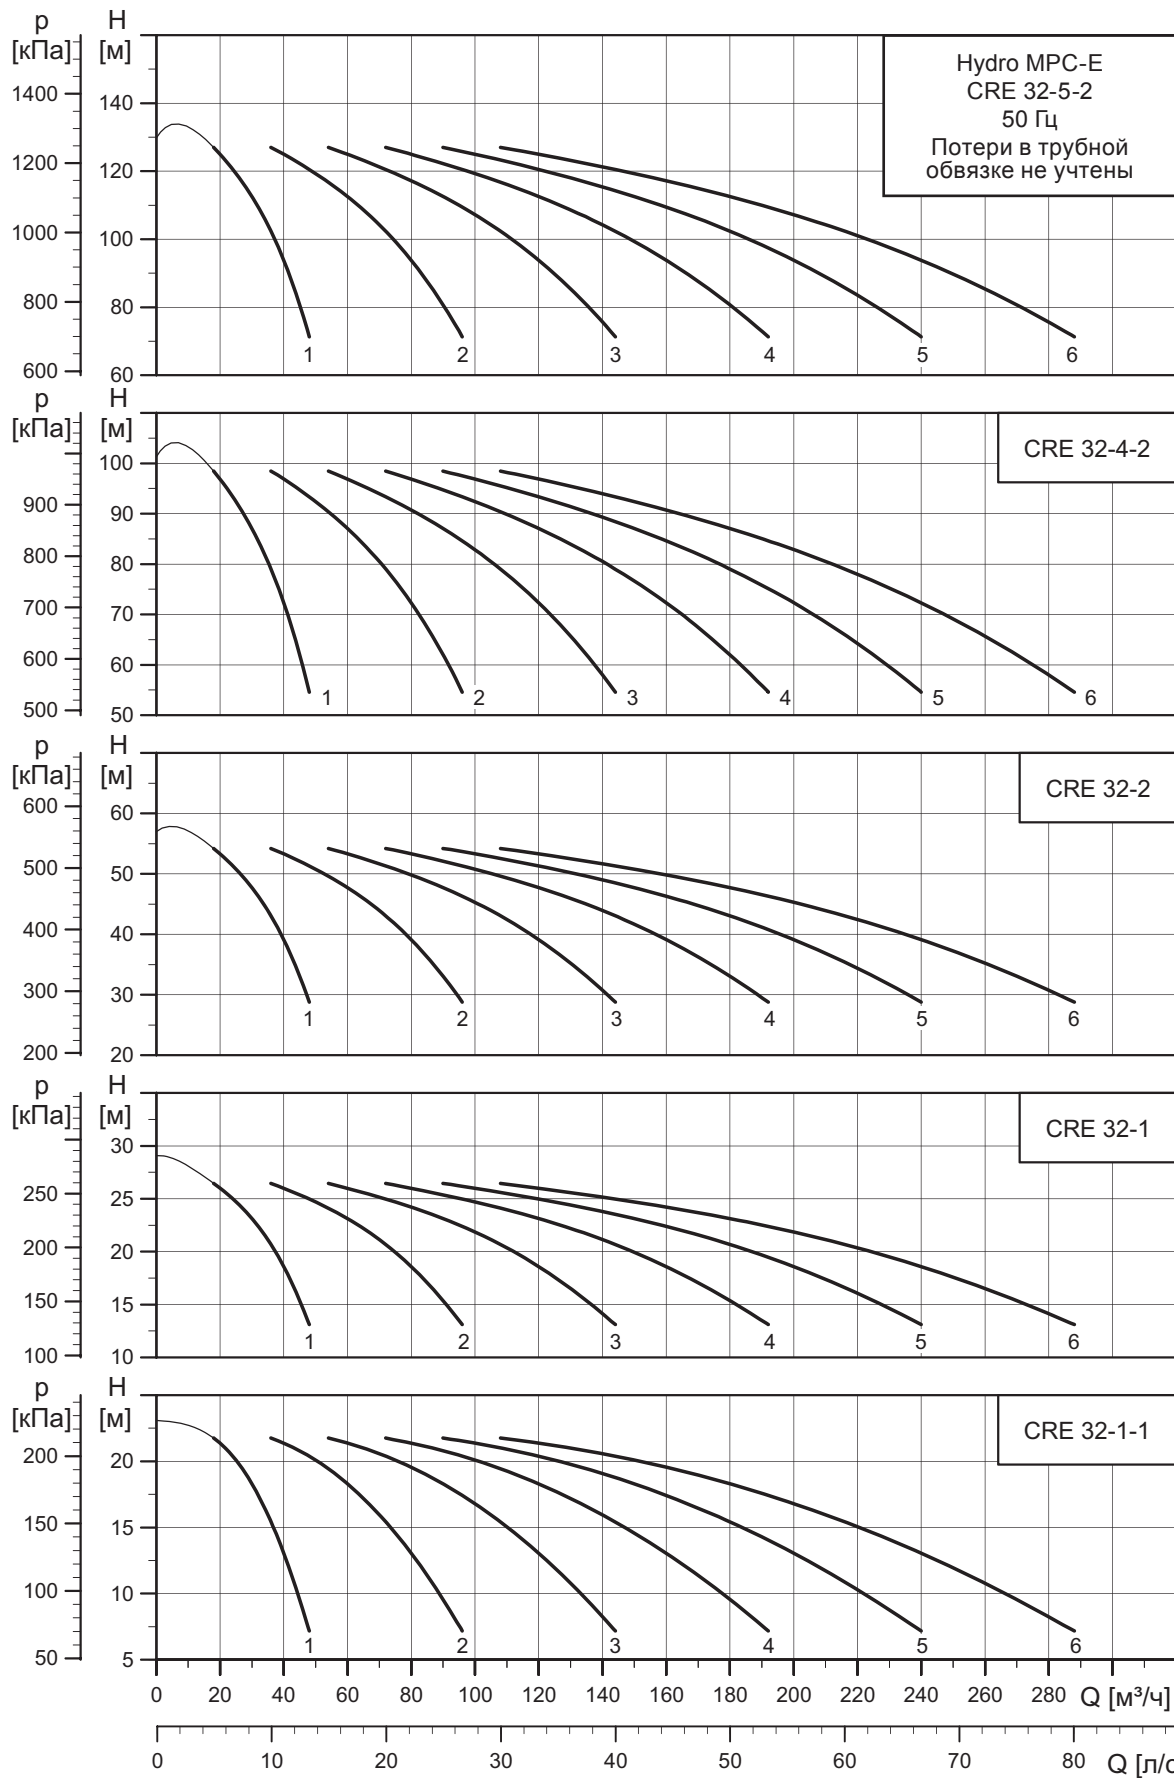 p
[кПа]
H
[м]
1400
1200
1000
800
600
140
120
100
80
60
Hydro MPC-E
CRE 32-5-2
50 Гц
Потери в трубной
обвязке не учтены
1 2 3 4 5 6
p
[кПа]
H
[м]
900
800
700
600
500
100
90
80
70
60
50
CRE 32-4-2
1 2 3 4 5 6
p
[кПа]
H
[м]
600
500
400
300
200
60
50
40
30
20
CRE 32-2
1 2 3 4 5 6
p
[кПа]
H
[м]
250
200
150
100
30
25
20
15
10
CRE 32-1
1 2 3 4 5 6
p
[кПа]
H
[м]
200
150
100
50
20
15
10
5
CRE 32-1-1
1 2 3 4 5 6
0 20 40 60 80 100 120 140 160 180 200 220 240 260 280 Q [м³/ч]
0 10 20 30 40 50 60 70 80 Q [л/с